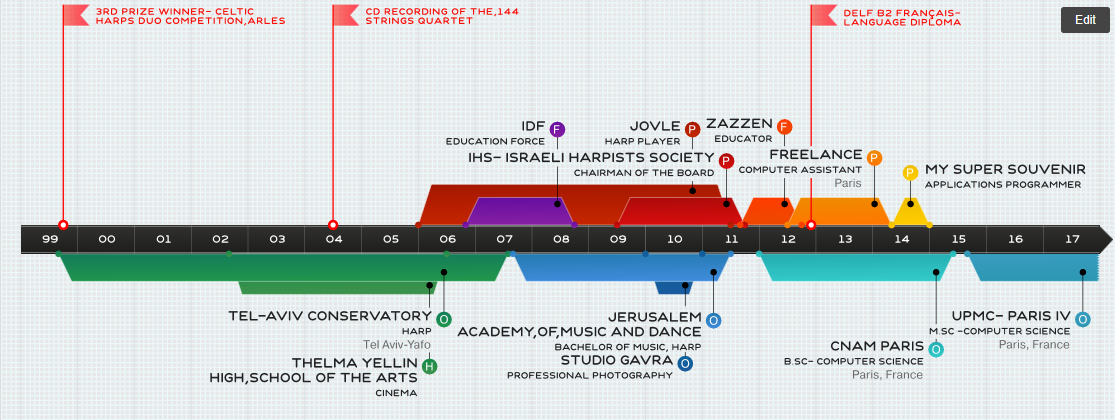 3RD PRIZE WINNER- CELTIC
HARPS DUO COMPETITION,ARLES
CD RECORDING OF THE,144
STRINGS QUARTET
DELF B2 FRANÇAIS-
LANGUAGE DIPLOMA
Edit
IDF F
EDUCATION FORCE
JOVLE P
HARP PLAYER
ZAZZEN F
EDUCATOR
IHS- ISRAELI HARPISTS SOCIETY P
CHAIRMAN OF THE BOARD
FREELANCE P
COMPUTER ASSISTANT
Paris
P MY SUPER SOUVENIR
APPLICATIONS PROGRAMMER
99 00 01 02 03 04 05 06 07 08 09 10 11 12 13 14 15 16 17
TEL-AVIV CONSERVATORY O
HARP
Tel Aviv-Yafo
THELMA YELLIN H
HIGH,SCHOOL OF THE ARTS
CINEMA
JERUSALEM O
ACADEMY,OF,MUSIC AND DANCE
BACHELOR OF MUSIC, HARP
STUDIO GAVRA O
PROFESSIONAL PHOTOGRAPHY
UPMC- PARIS IV O
M.SC -COMPUTER SCIENCE
Paris, France
CNAM PARIS O
B.SC- COMPUTER SCIENCE
Paris, France